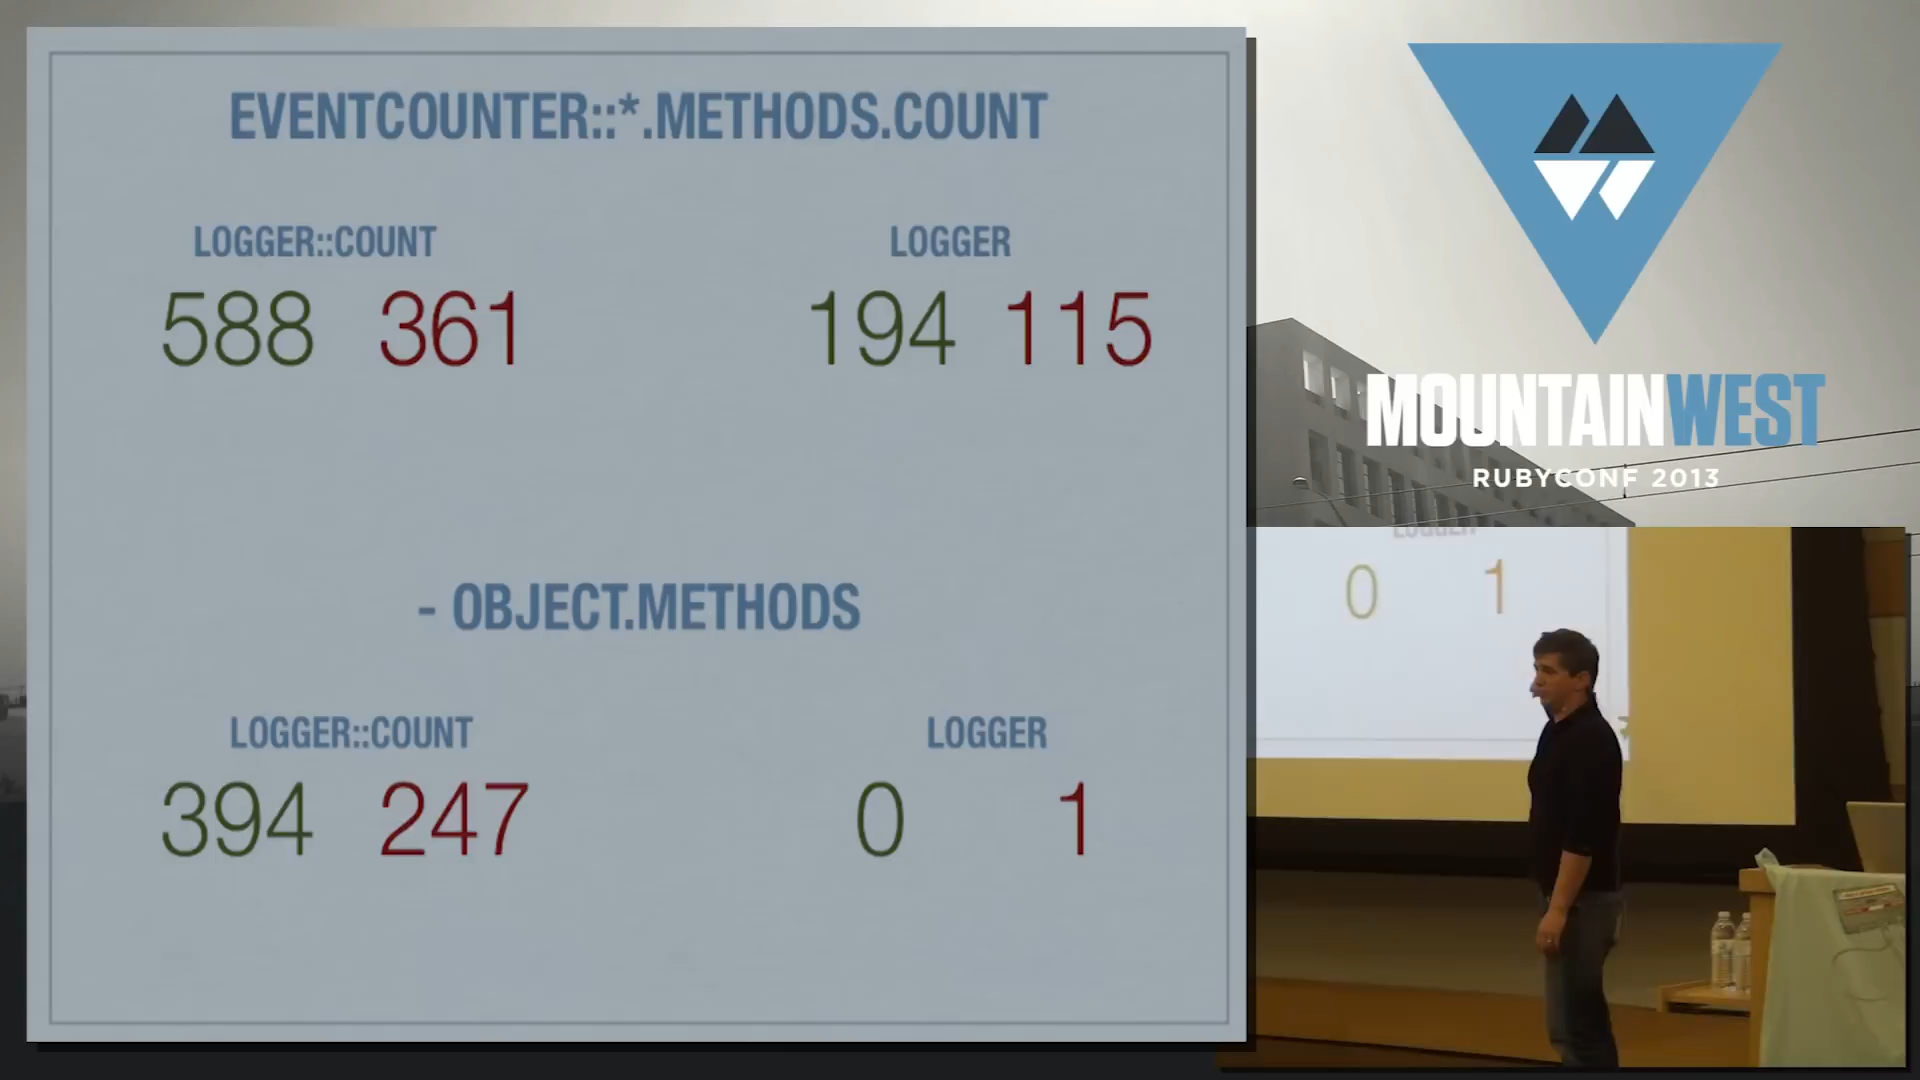 EVENTCOUNTER::*.METHODS.COUNT
LOGGER::COUNT
LOGGER
588 361
194 115
- OBJECT.METHODS
LOGGER::COUNT
LOGGER
394 247
0 1
MOUNTAINWEST
RUBYCONF 2013
LOGGER
0 1